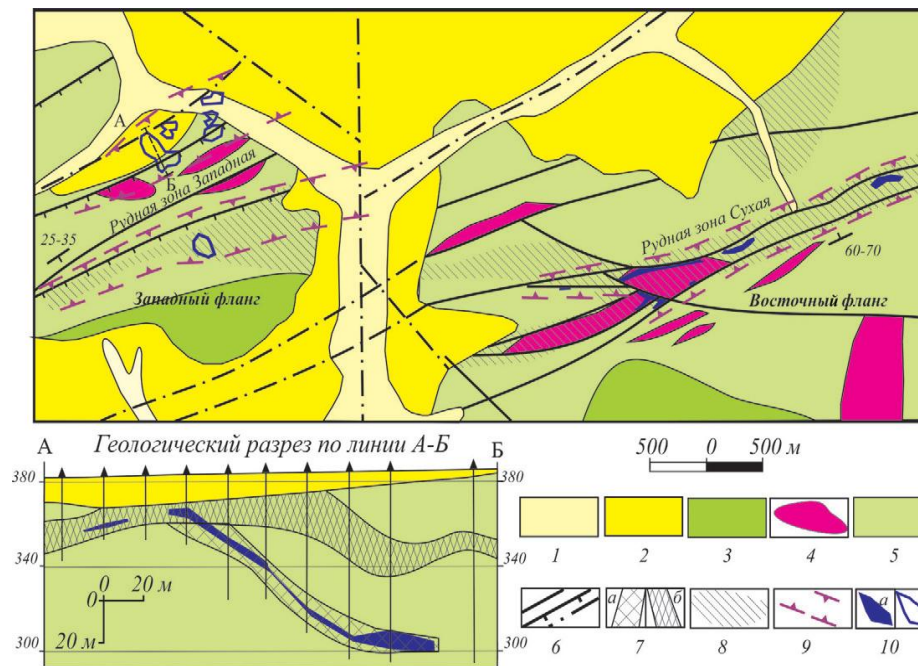 А
Б
Рудная зона Западная
25-35
Западный фланг
Рудная зона Сухая
60-70
Восточный фланг
А Геологический разрез по линии А-Б Б
500 0 500 м
380 380
340 340
300 300
0 20 м
0
20 м
1 2 3 4 5
а б а
6 7 8 9 10